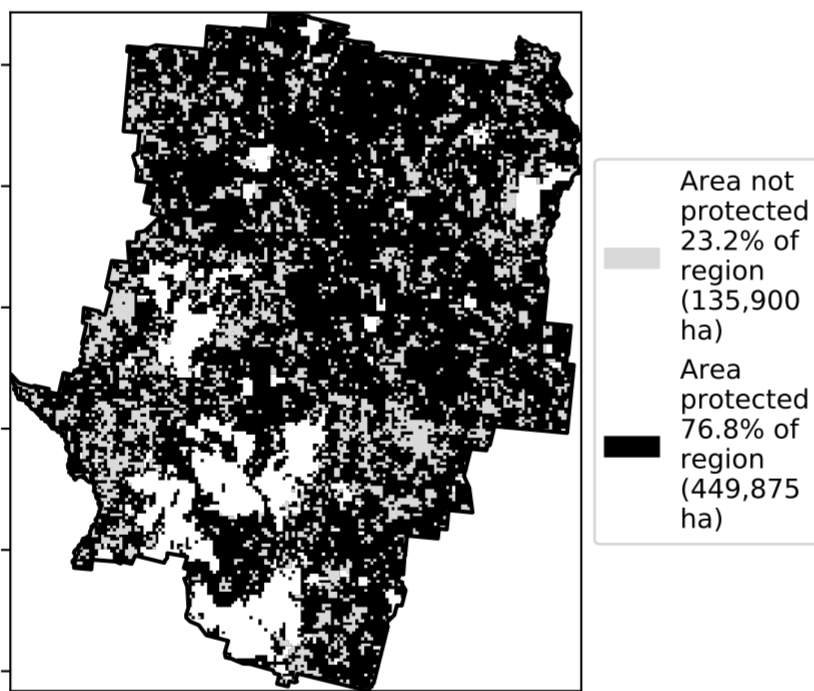 Area not
protected
23.2% of
region
(135,900
ha)
Area
protected
76.8% of
region
(449,875
ha)